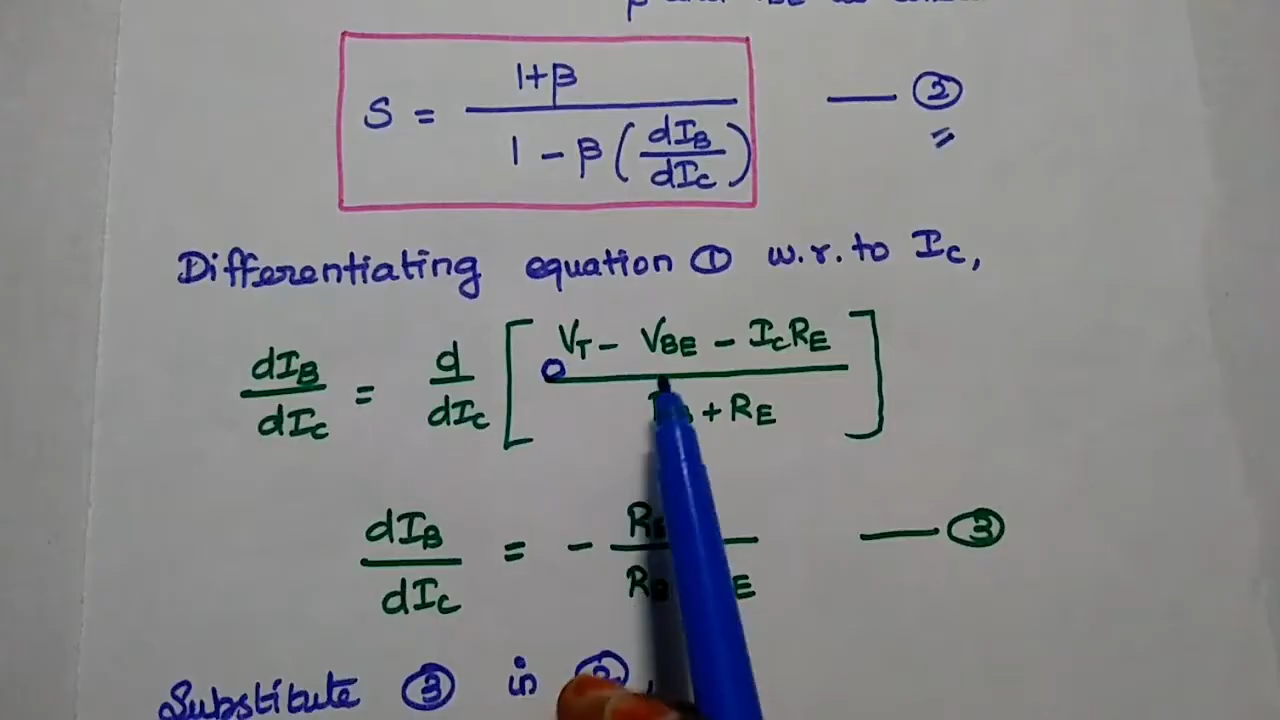 S = 1+β / 1 - β (dIB/dIC) — ②
Differentiating equation ① w.r. to IC,
dIB/dIC = d/dIC [ VT - VBE - ICRE / + RE ]
dIB/dIC = - — ③
Substitute ③ in ②,